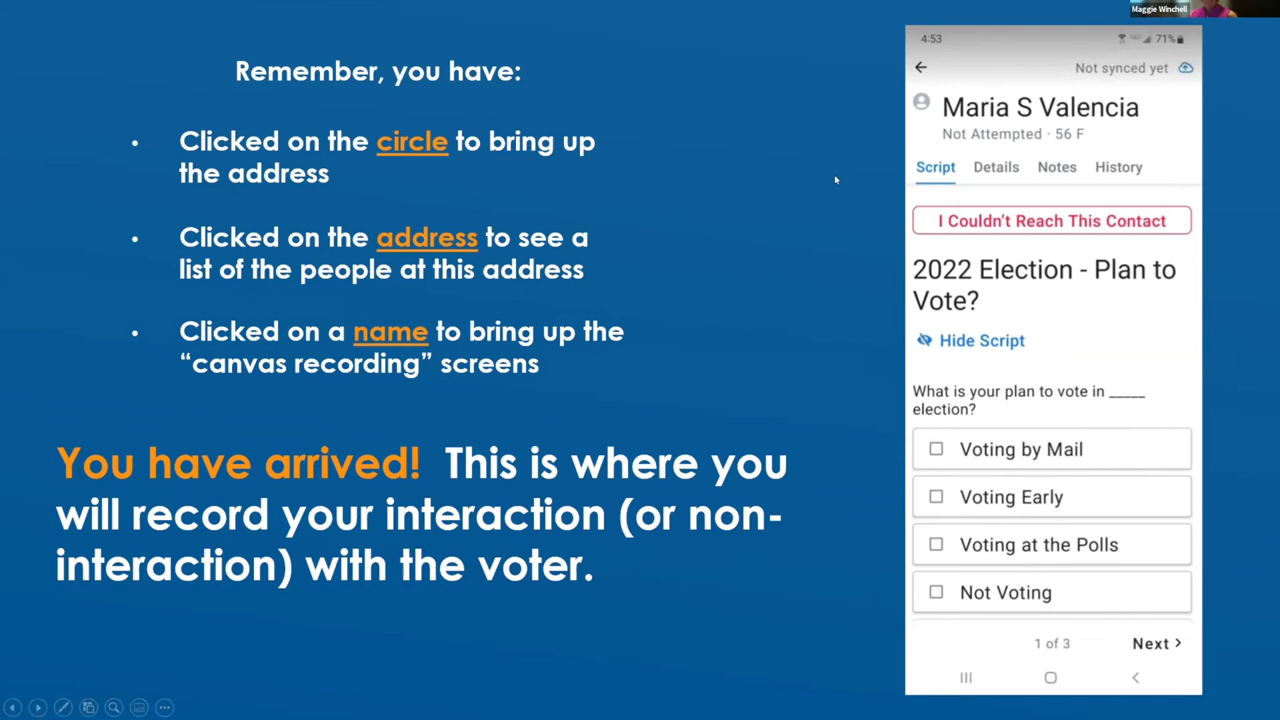 Maggie Winchell
Remember, you have:
• Clicked on the circle to bring up
the address
• Clicked on the address to see a
list of the people at this address
• Clicked on a name to bring up the
“canvas recording” screens
You have arrived! This is where you
will record your interaction (or non-
interaction) with the voter.
4:53
71%
Not synced yet
Maria S Valencia
Not Attempted · 56 F
Script Details Notes History
I Couldn’t Reach This Contact
2022 Election - Plan to
Vote?
Hide Script
What is your plan to vote in _____
election?
Voting by Mail
Voting Early
Voting at the Polls
Not Voting
1 of 3
Next >